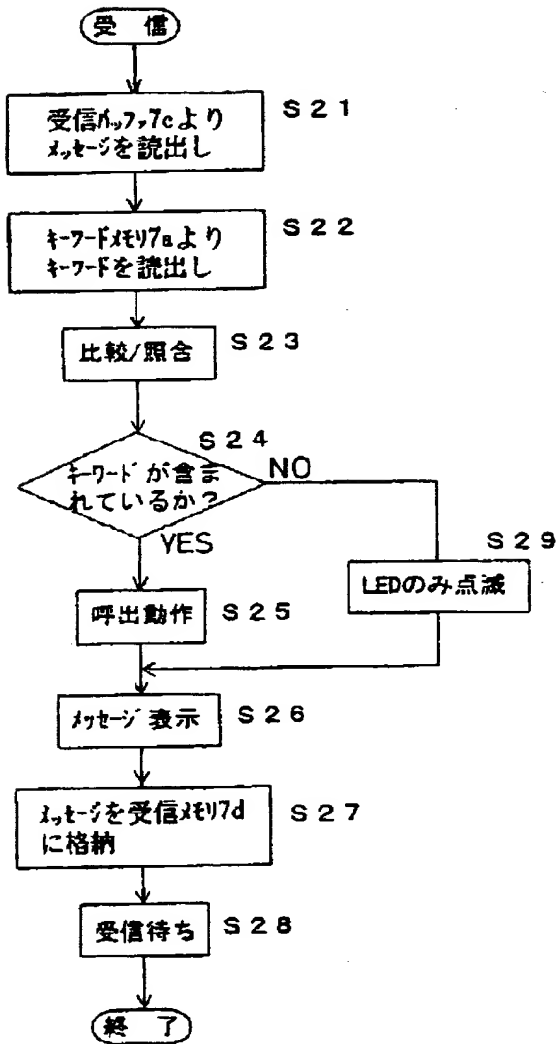 受 信
受信バッファ7cより
メッセージを読出し
S21
キーワードメモリ7aより
キーワードを読出し
S22
比較/照合
S23
S24
キーワードが含ま
れているか?
NO
YES
S29
LEDのみ点滅
呼出動作
S25
メッセージ表示
S26
メッセージを受信メモリ7d
に格納
S27
受信待ち
S28
終 了